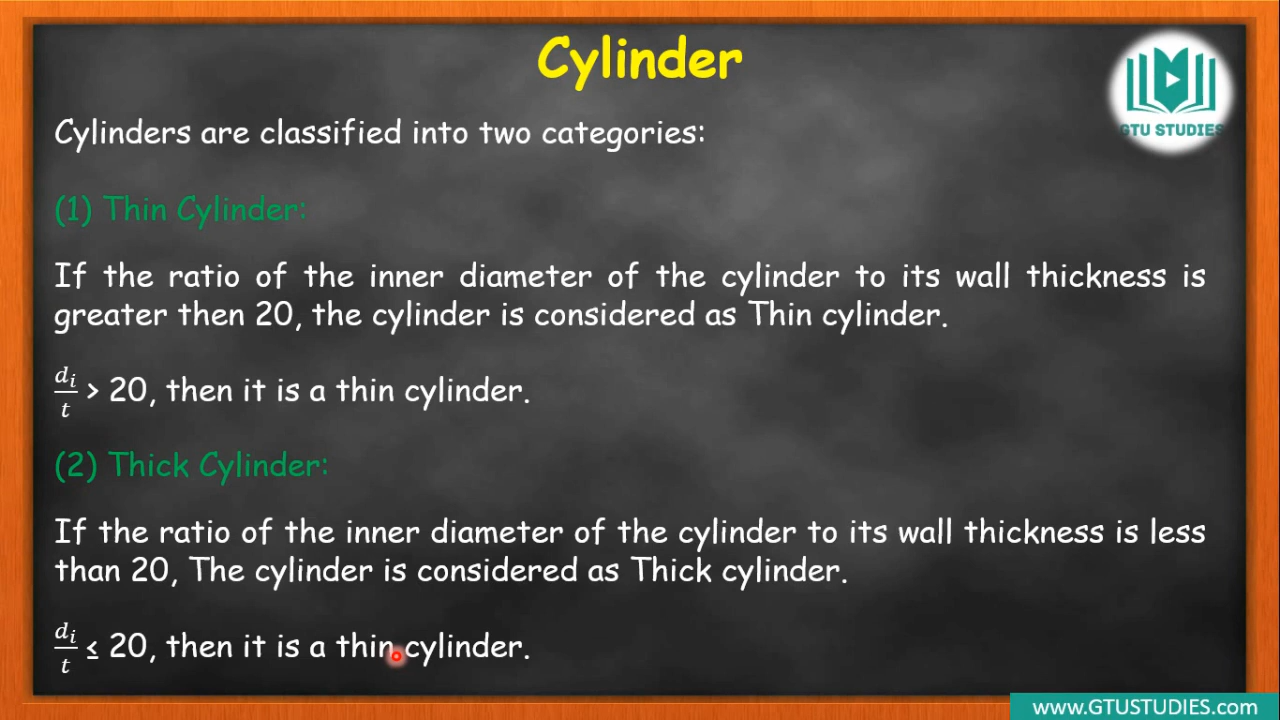 Cylinder
GTU STUDIES
Cylinders are classified into two categories:
(1) Thin Cylinder:
If the ratio of the inner diameter of the cylinder to its wall thickness is
greater then 20, the cylinder is considered as Thin cylinder.
dᵢ/t > 20, then it is a thin cylinder.
(2) Thick Cylinder:
If the ratio of the inner diameter of the cylinder to its wall thickness is less
than 20, The cylinder is considered as Thick cylinder.
dᵢ/t ≤ 20, then it is a thin cylinder.
www.GTUSTUDIES.com